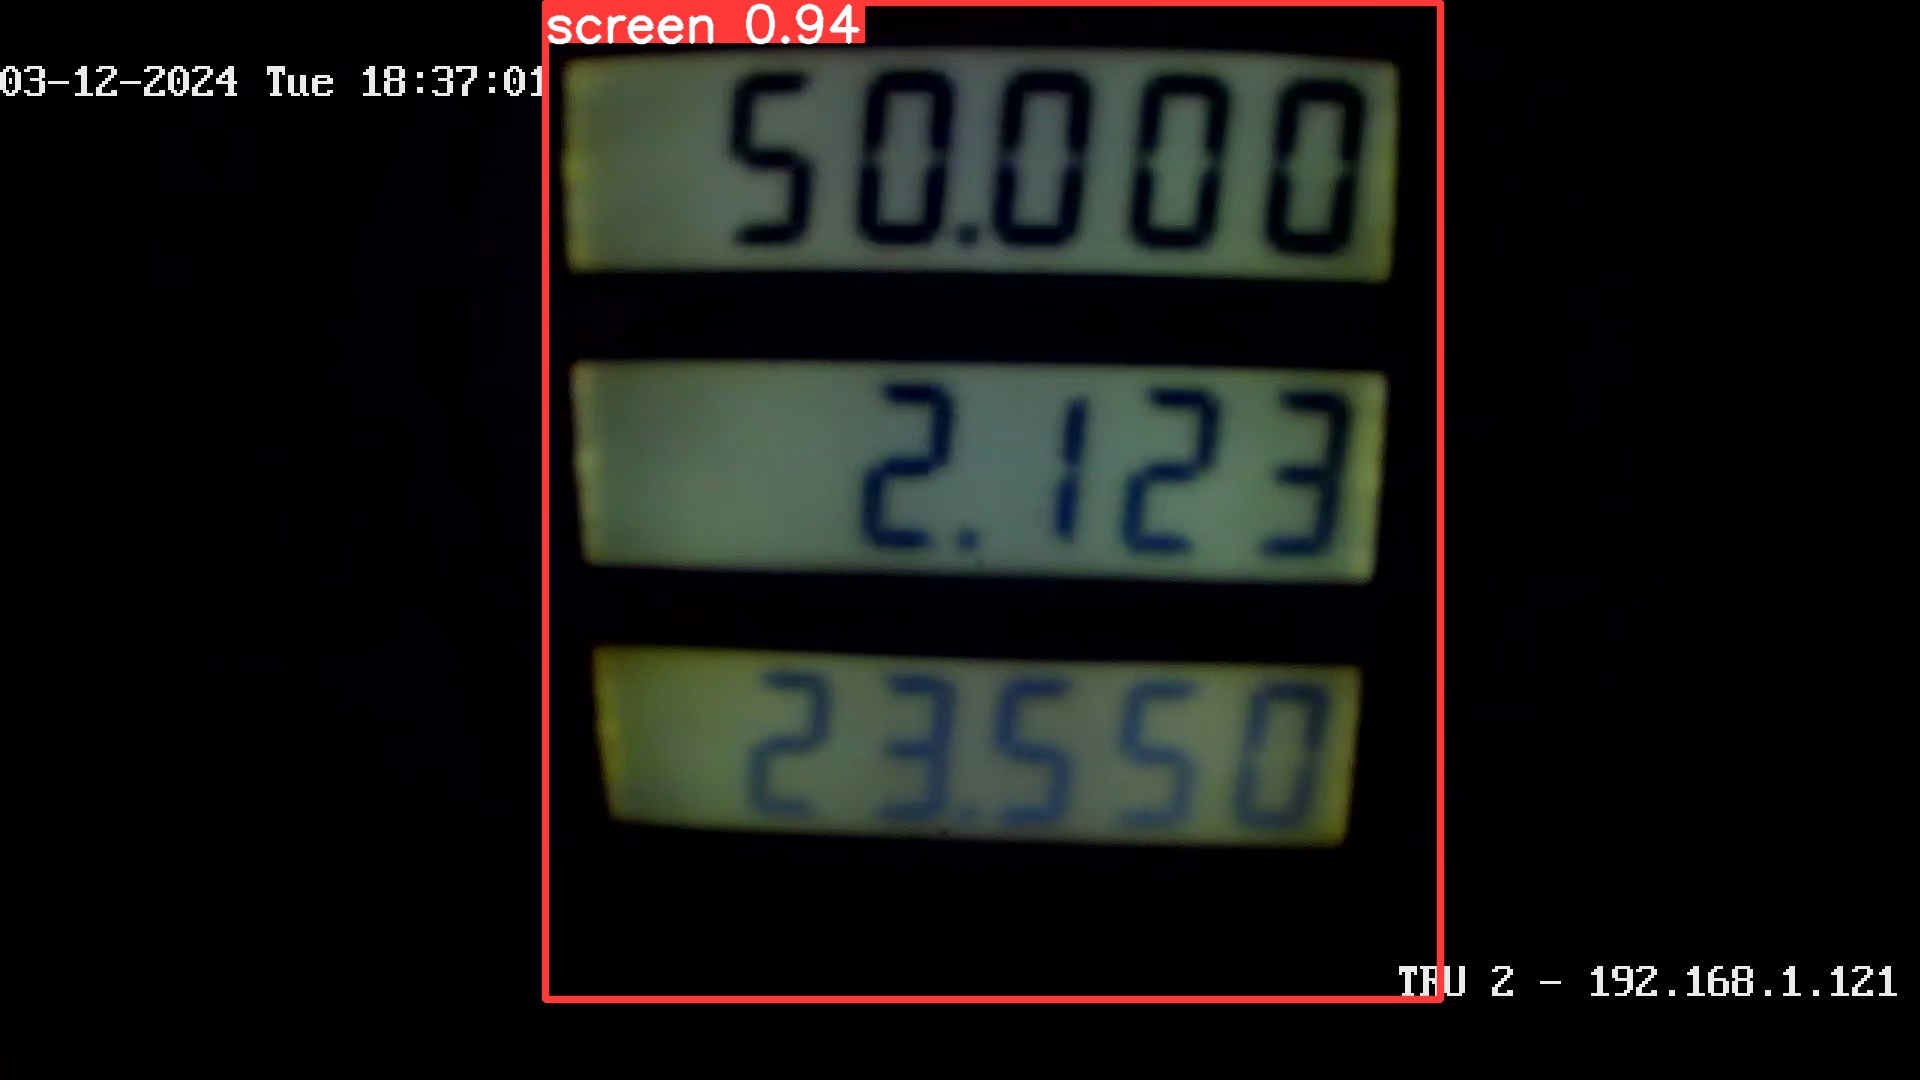 screen 0.94
03-12-2024 Tue 18:37:01
50.000
2.123
23.550
TRU 2 - 192.168.1.121